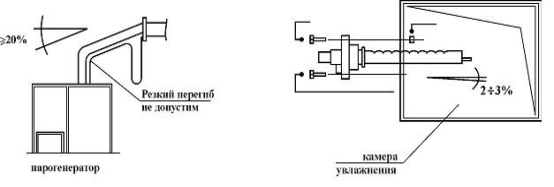 ⩾20%
Резкий перегиб
не допустим
парогенератор
2÷3%
камера
увлажнения